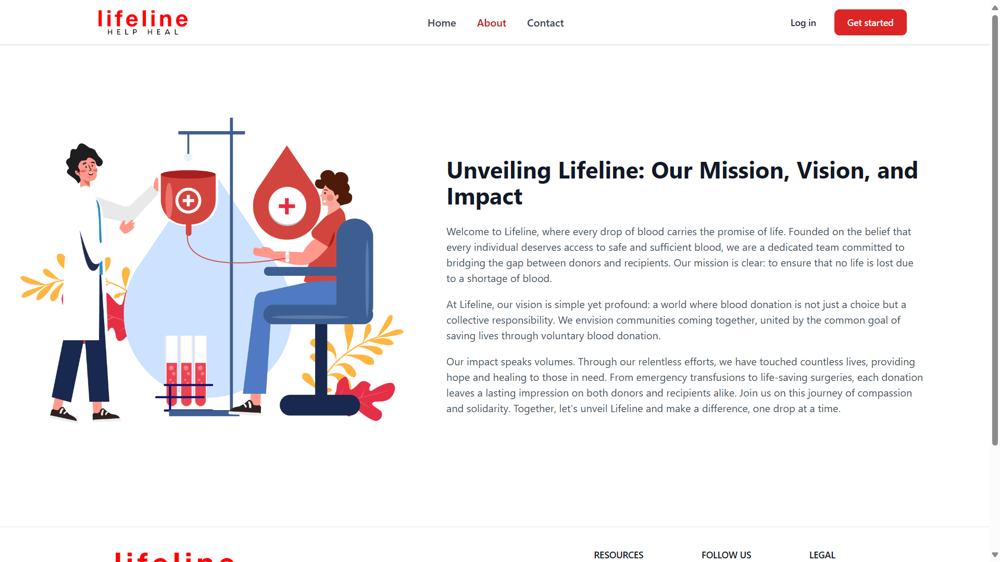 lifeline
HELP HEAL
Home
About
Contact
Log in
Get started
Unveiling Lifeline: Our Mission, Vision, and
Impact
Welcome to Lifeline, where every drop of blood carries the promise of life. Founded on the belief that
every individual deserves access to safe and sufficient blood, we are a dedicated team committed to
bridging the gap between donors and recipients. Our mission is clear: to ensure that no life is lost due
to a shortage of blood.
At Lifeline, our vision is simple yet profound: a world where blood donation is not just a choice but a
collective responsibility. We envision communities coming together, united by the common goal of
saving lives through voluntary blood donation.
Our impact speaks volumes. Through our relentless efforts, we have touched countless lives, providing
hope and healing to those in need. From emergency transfusions to life-saving surgeries, each donation
leaves a lasting impression on both donors and recipients alike. Join us on this journey of compassion
and solidarity. Together, let's unveil Lifeline and make a difference, one drop at a time.
lifeline
RESOURCES
FOLLOW US
LEGAL